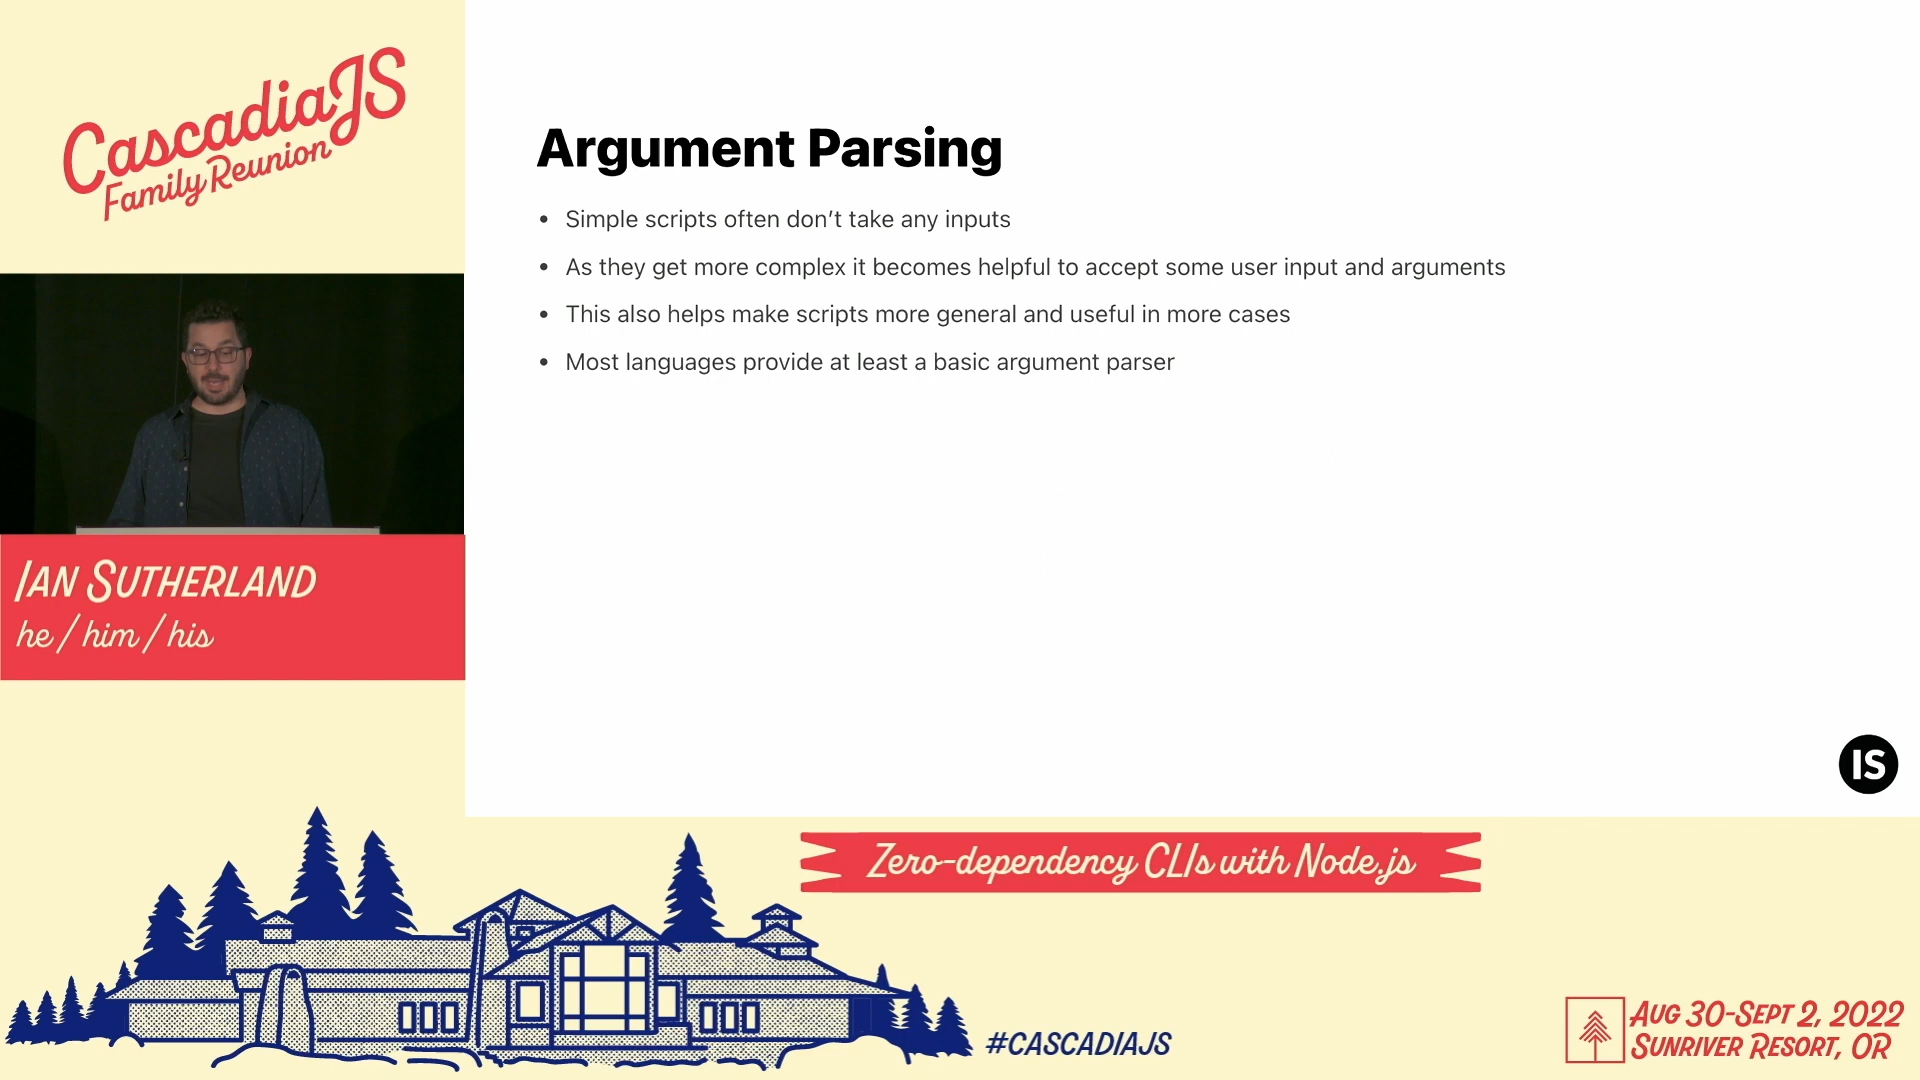 CascadiaJS
Family Reunion
Argument Parsing
• Simple scripts often don’t take any inputs
• As they get more complex it becomes helpful to accept some user input and arguments
• This also helps make scripts more general and useful in more cases
• Most languages provide at least a basic argument parser
Ian Sutherland
he / him / his
IS
Zero-dependency CLIs with Node.js
#CASCADIAJS
Aug 30-Sept 2, 2022
Sunriver Resort, OR